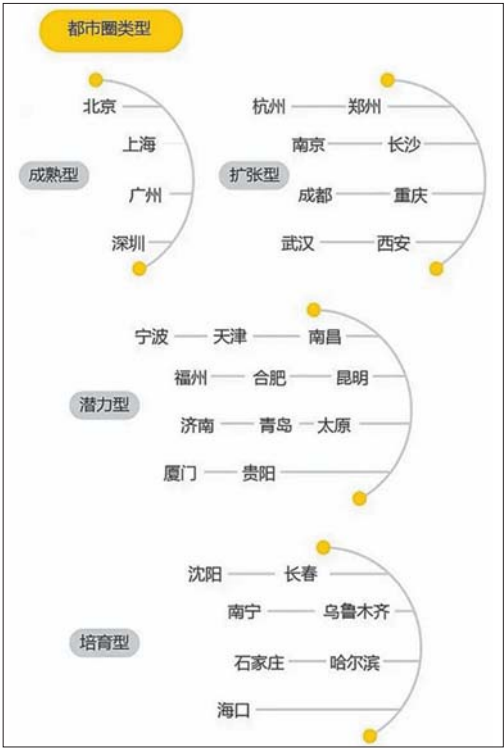 都市圈类型
北京
上海
成熟型
广州
深圳
杭州 郑州
南京 长沙
扩张型
成都 重庆
武汉 西安
宁波 天津 南昌
福州 合肥 昆明
潜力型
济南 青岛 太原
厦门 贵阳
沈阳 长春
南宁 乌鲁木齐
培育型
石家庄 哈尔滨
海口